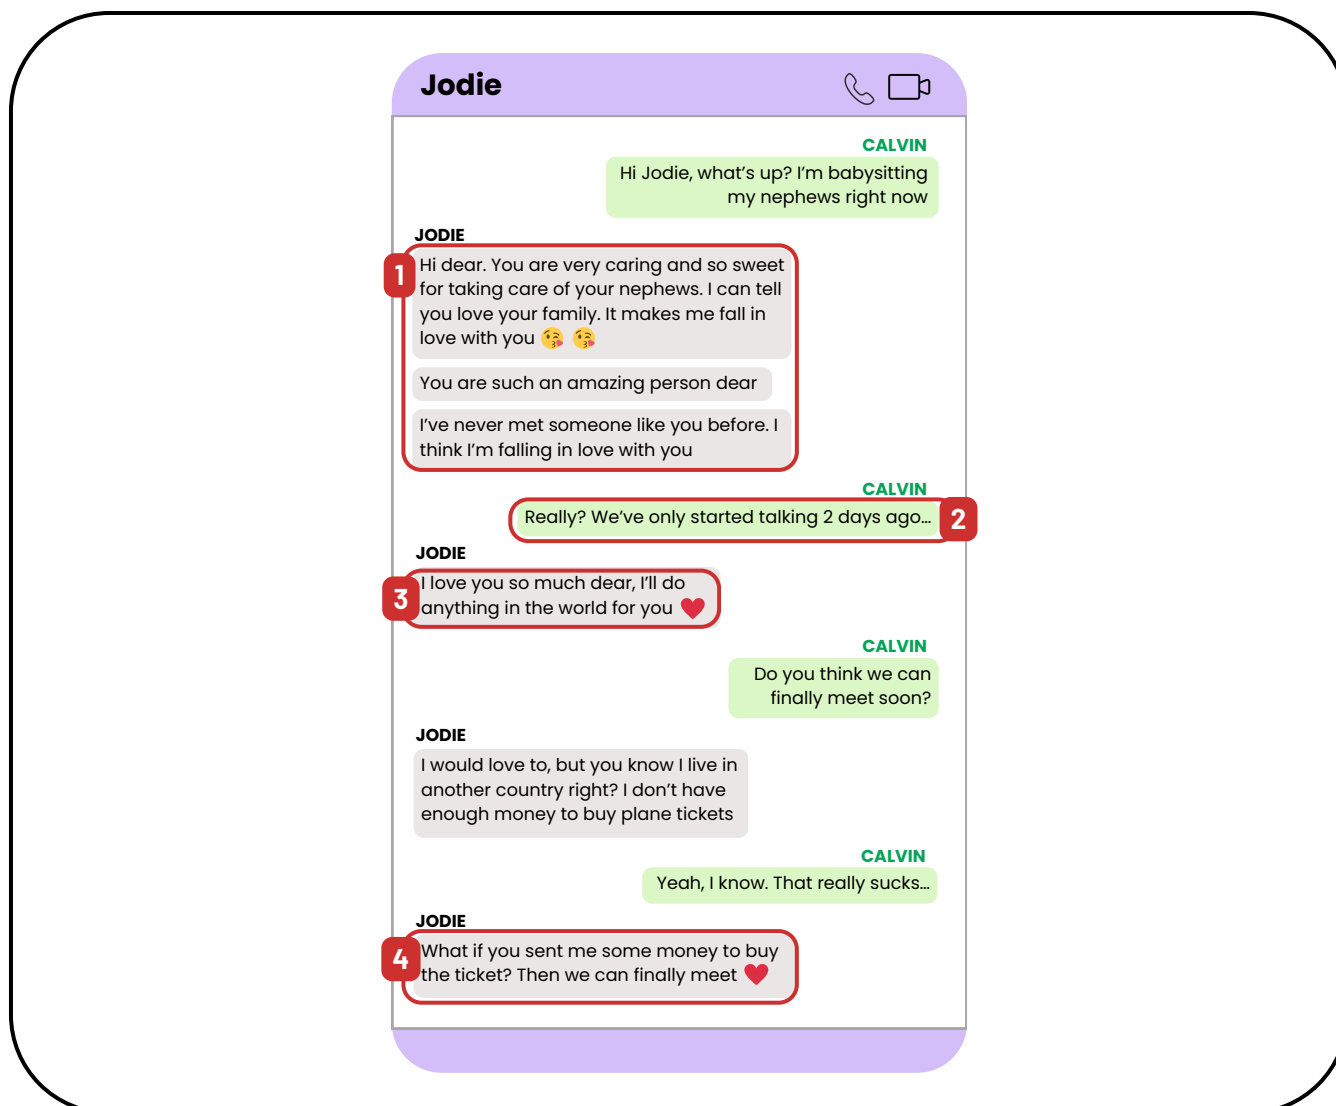 Jodie
CALVIN
Hi Jodie, what's up? I'm babysitting
my nephews right now
JODIE
1
Hi dear. You are very caring and so sweet
for taking care of your nephews. I can tell
you love your family. It makes me fall in
love with you 😘 😘
You are such an amazing person dear
I've never met someone like you before. I
think I'm falling in love with you
CALVIN
Really? We've only started talking 2 days ago...
2
JODIE
3
I love you so much dear, I'll do
anything in the world for you ❤️
CALVIN
Do you think we can
finally meet soon?
JODIE
I would love to, but you know I live in
another country right? I don't have
enough money to buy plane tickets
CALVIN
Yeah, I know. That really sucks...
JODIE
4
What if you sent me some money to buy
the ticket? Then we can finally meet ❤️